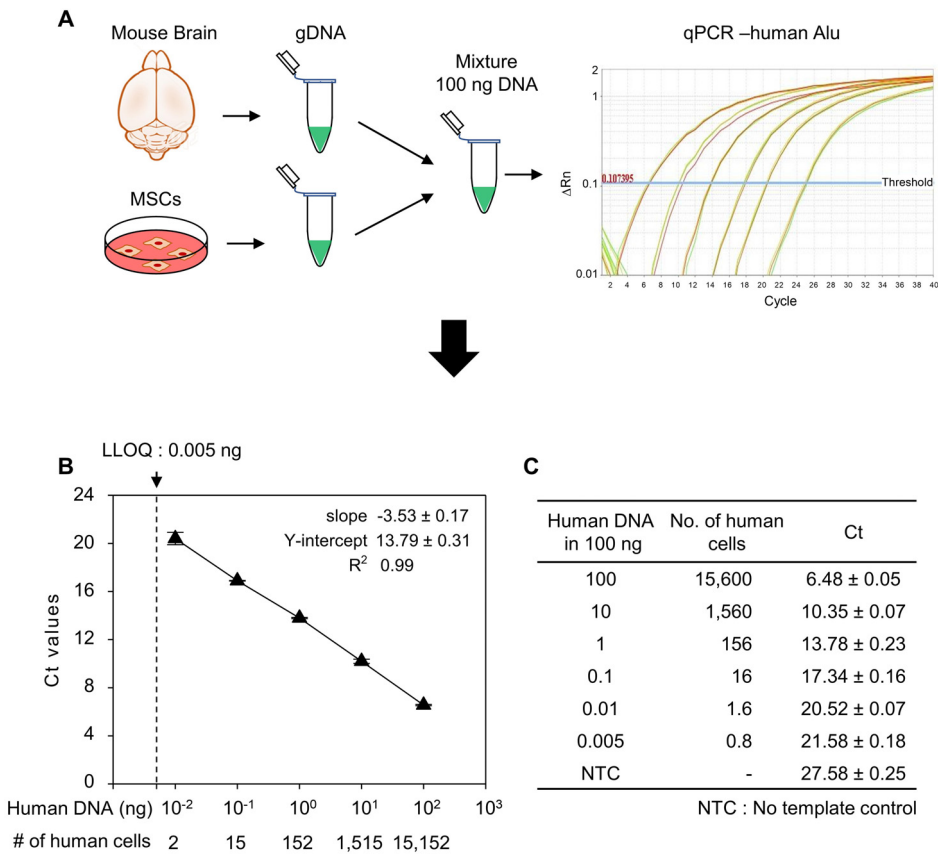 A
Mouse Brain
gDNA
Mixture
100 ng DNA
MSCs
qPCR –human Alu
2
1
0.1
0.01
ΔRn
0.107395
Threshold
2 4 6 8 10 12 14 16 18 20 22 24 26 28 30 32 34 36 38 40
Cycle
LLOQ : 0.005 ng
B
24
20
16
12
8
4
0
Ct values
slope -3.53 ± 0.17
Y-intercept 13.79 ± 0.31
R² 0.99
Human DNA (ng) 10⁻² 10⁻¹ 10⁰ 10¹ 10² 10³
# of human cells 2 15 152 1,515 15,152
C
Human DNA in 100 ng No. of human cells Ct
100 15,600 6.48 ± 0.05
10 1,560 10.35 ± 0.07
1 156 13.78 ± 0.23
0.1 16 17.34 ± 0.16
0.01 1.6 20.52 ± 0.07
0.005 0.8 21.58 ± 0.18
NTC - 27.58 ± 0.25
NTC : No template control